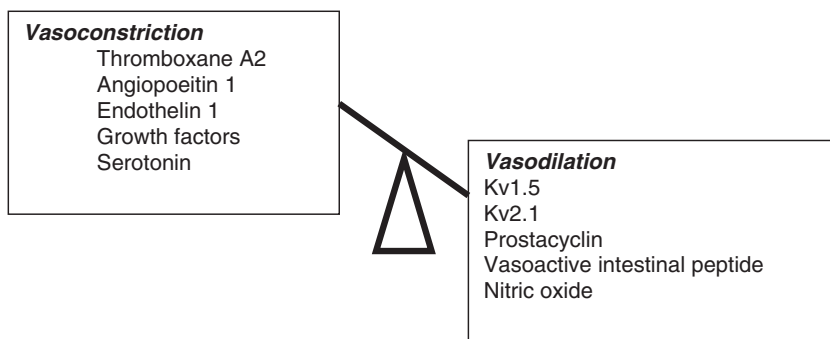 Vasoconstriction
Thromboxane A2
Angiopoeitin 1
Endothelin 1
Growth factors
Serotonin
Vasodilation
Kv1.5
Kv2.1
Prostacyclin
Vasoactive intestinal peptide
Nitric oxide